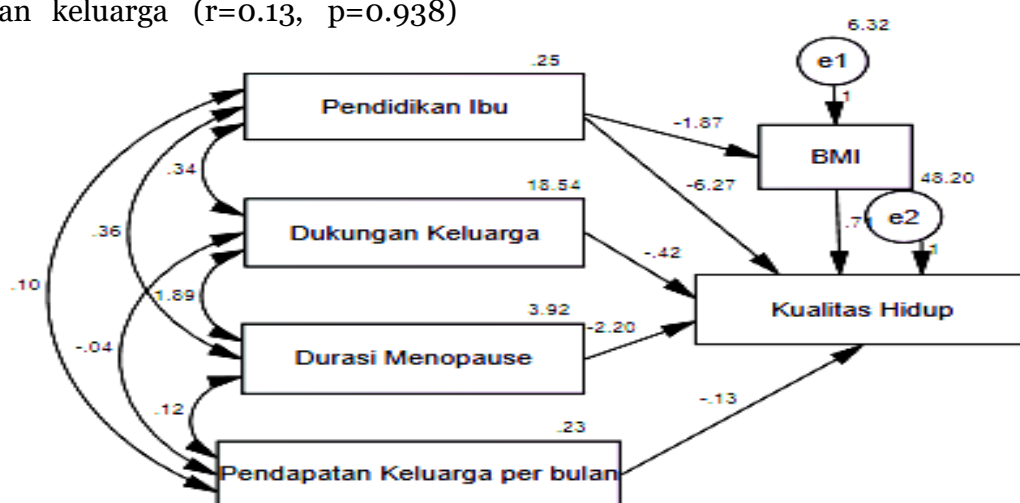 an keluarga (r=0.13, p=0.938)
6.32
e1
1
.25
Pendidikan Ibu
-1.87
BMI
.34
-6.27
48.20
18.54
e2
.36
Dukungan Keluarga
1
-.42
.10
1.89
Kualitas Hidup
3.92
-2.20
-.04
Durasi Menopause
-.13
.12
.23
Pendapatan Keluarga per bulan